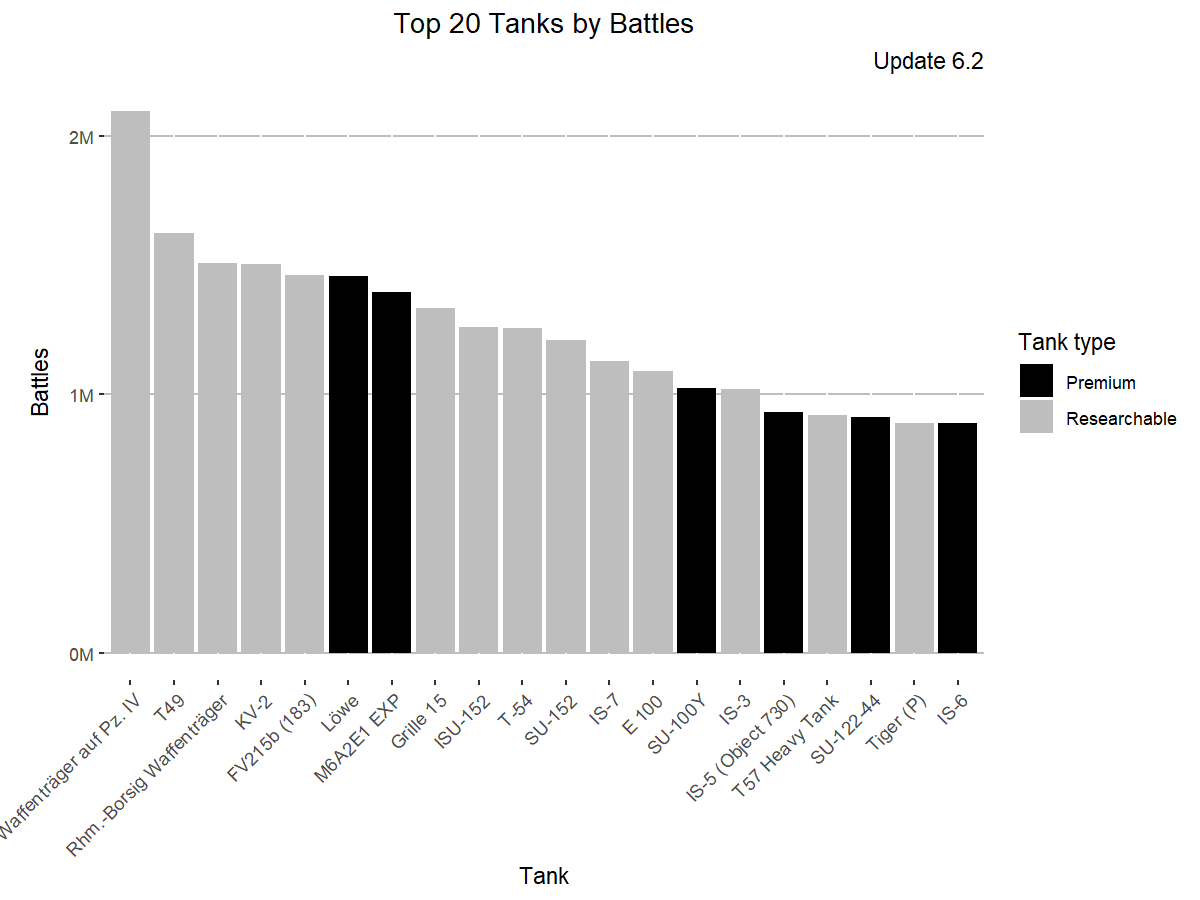 Top 20 Tanks by Battles
Update 6.2
Battles
2M
1M
0M
Waffenträger auf Pz. IV
T49
Rhm.-Borsig Waffenträger
KV-2
FV215b (183)
Löwe
M6A2E1 EXP
Grille 15
ISU-152
T-54
SU-152
IS-7
E 100
SU-100Y
IS-3
IS-5 (Object 730)
T57 Heavy Tank
SU-122-44
Tiger (P)
IS-6
Tank
Tank type
Premium
Researchable